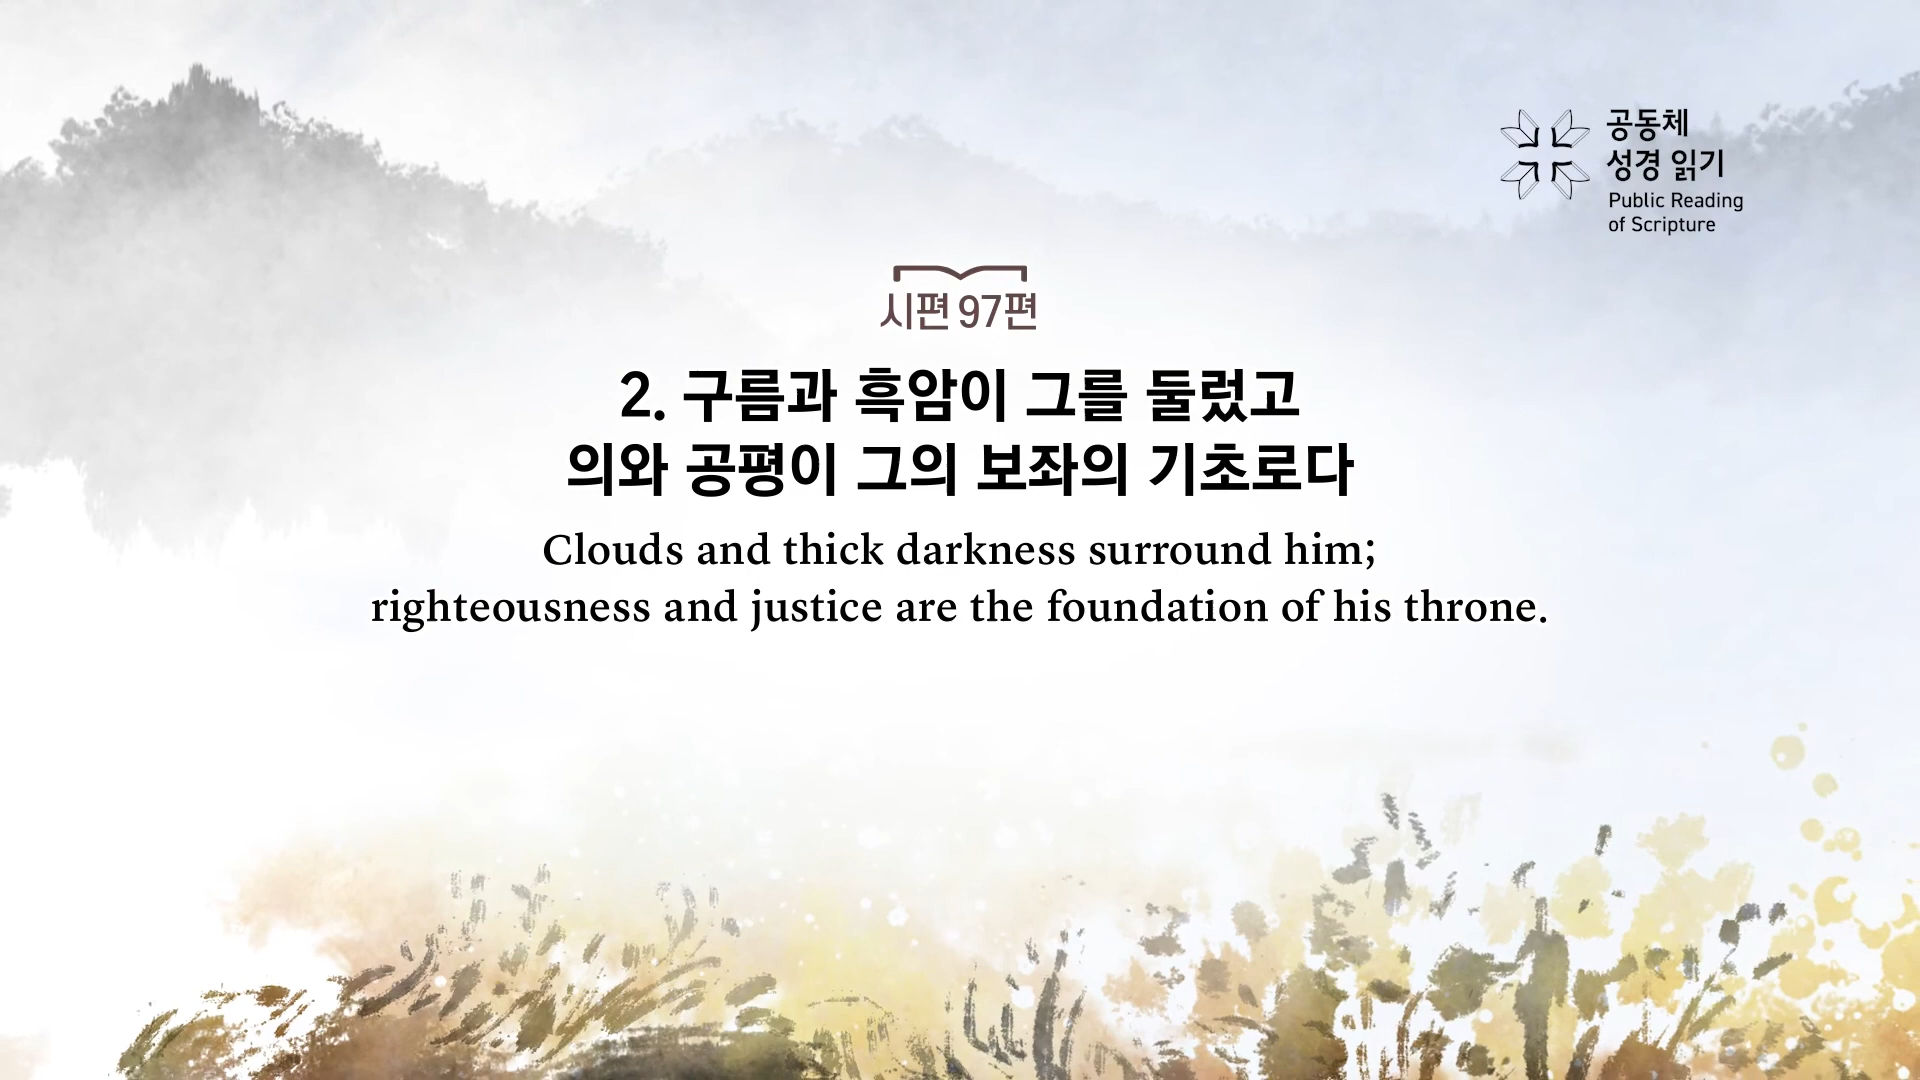 공동체
성경 읽기
Public Reading
of Scripture
시편 97편
2. 구름과 흑암이 그를 둘렀고
의와 공평이 그의 보좌의 기초로다
Clouds and thick darkness surround him;
righteousness and justice are the foundation of his throne.